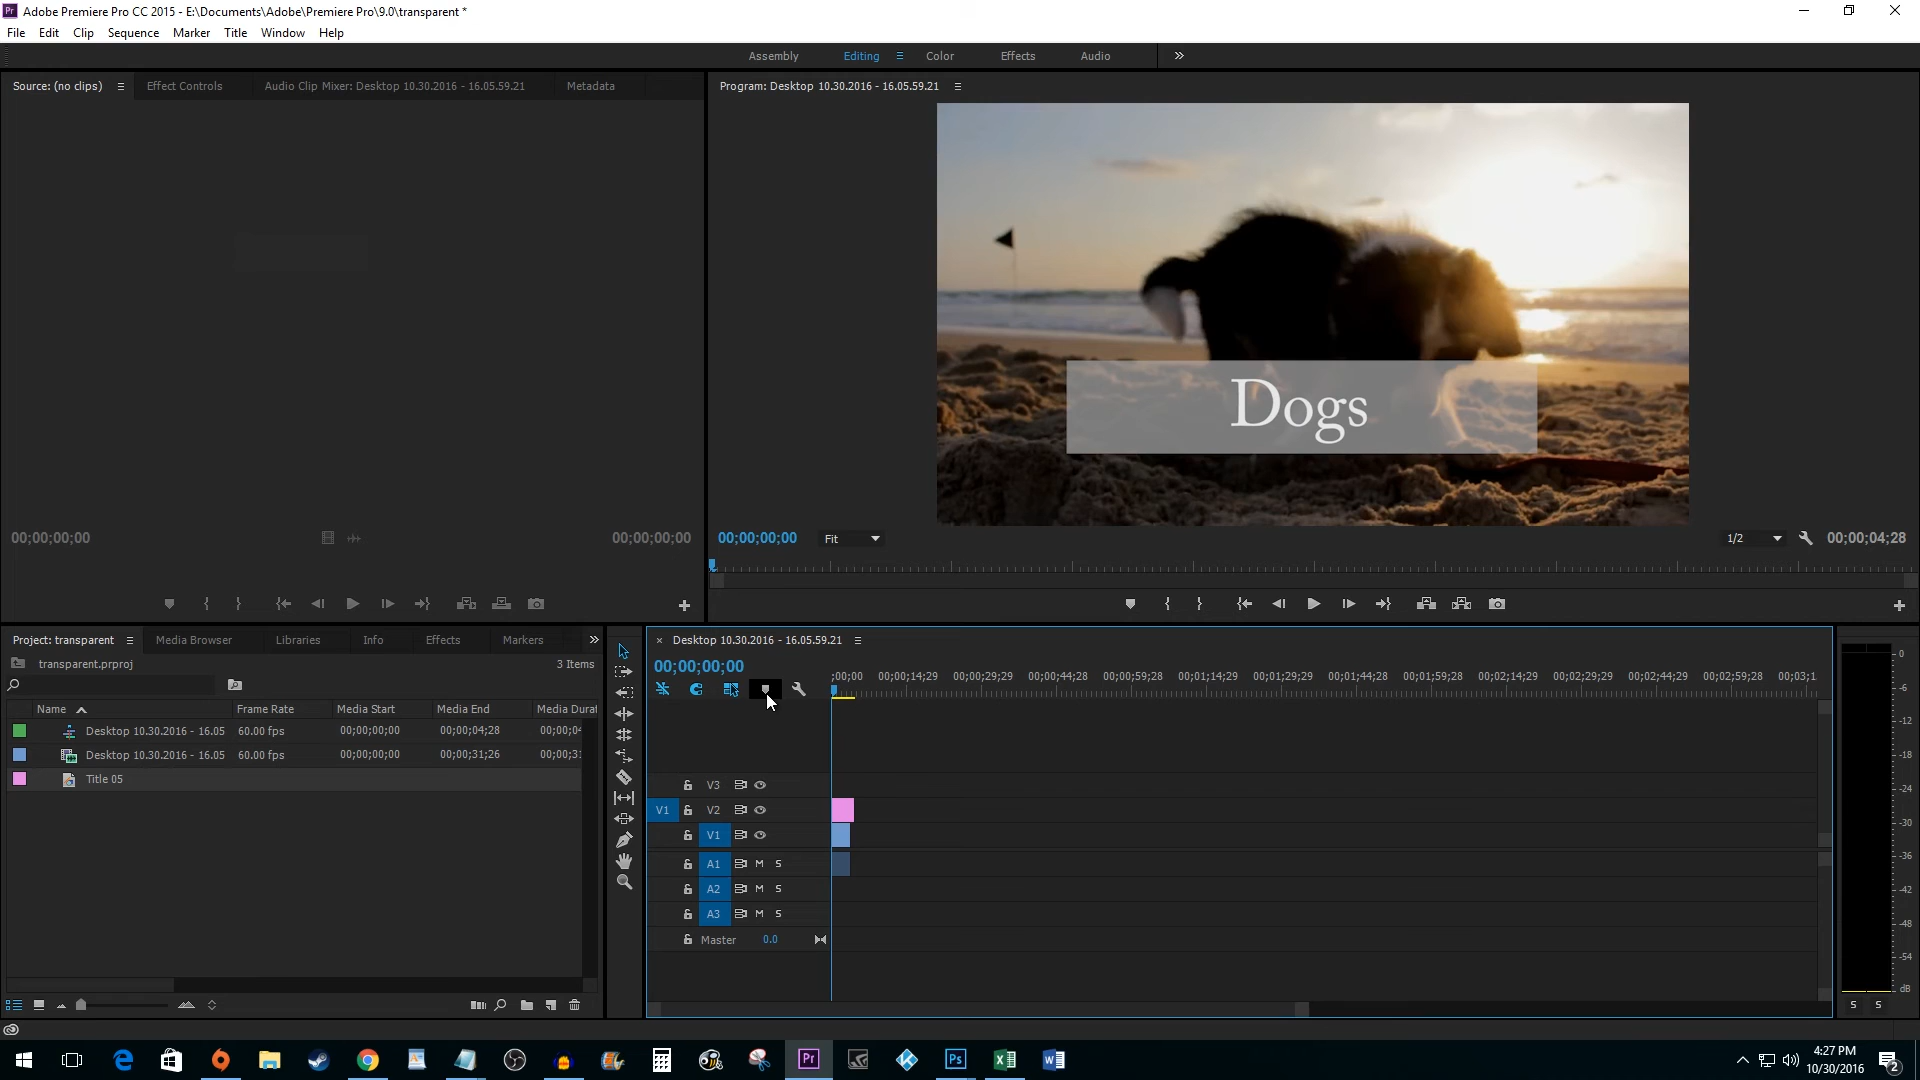 Adobe Premiere Pro CC 2015 - E:\Documents\Adobe\Premiere Pro\9.0\transparent *
File Edit Clip Sequence Marker Title Window Help
Assembly Editing Color Effects Audio
Source: (no clips) Effect Controls Audio Clip Mixer: Desktop 10.30.2016 - 16.05.59.21 Metadata
Program: Desktop 10.30.2016 - 16.05.59.21
Dogs
00;00;00;00 00;00;00;00
00;00;00;00 Fit 1/2 00;00;04;28
Project: transparent Media Browser Libraries Info Effects Markers
transparent.prproj 3 Items
Name Frame Rate Media Start Media End Media Durat
Desktop 10.30.2016 - 16.05 60.00 fps 00;00;00;00 00;00;04;28 00;00;04
Desktop 10.30.2016 - 16.05 60.00 fps 00;00;00;00 00;00;31;26 00;00;31
Title 05
Desktop 10.30.2016 - 16.05.59.21
00;00;00;00
;00;00 00;00;14;29 00;00;29;29 00;00;44;28 00;00;59;28 00;01;14;29 00;01;29;29 00;01;44;28 00;01;59;28 00;02;14;29 00;02;29;29 00;02;44;29 00;02;59;28 00;03;1
V3
V1 V2
V1
A1 M S
A2 M S
A3 M S
Master 0.0
0
-6
-12
-18
-24
-30
-36
-42
-48
-54
dB
S S
4:27 PM
10/30/2016
2